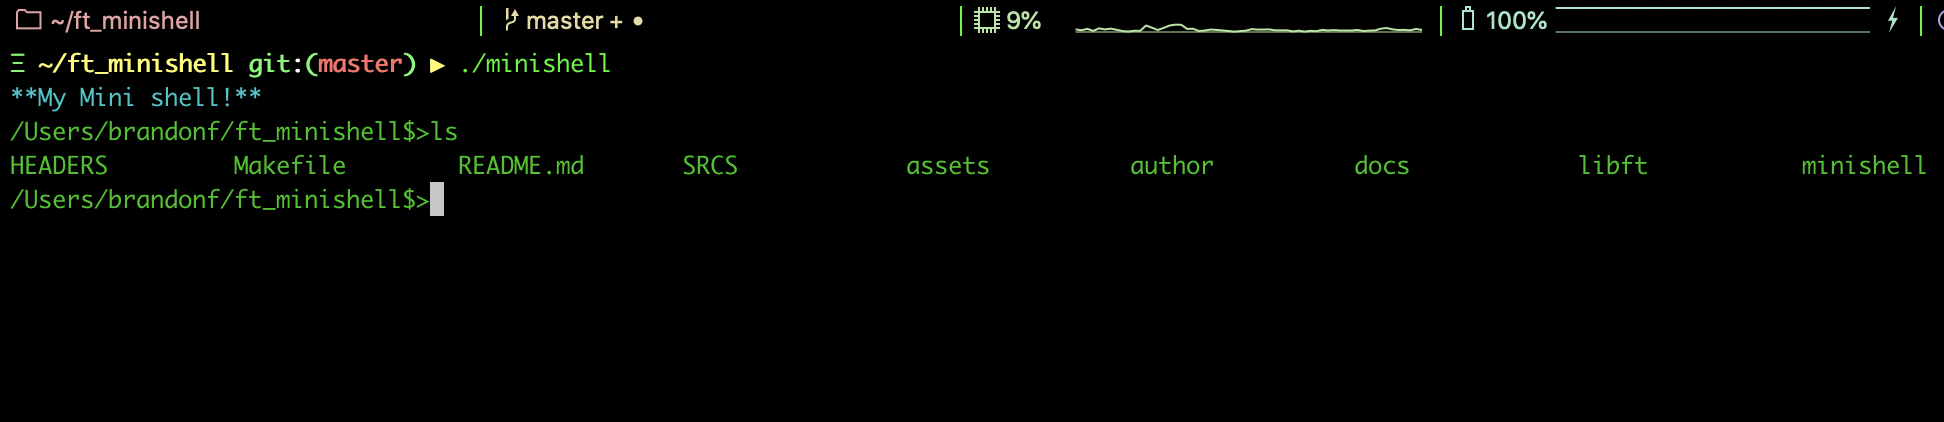 ~/ft_minishell master + ● 9% 100%
Ξ ~/ft_minishell git:(master) ► ./minishell
**My Mini shell!**
/Users/brandonf/ft_minishell$>ls
HEADERS Makefile README.md SRCS assets author docs libft minishell
/Users/brandonf/ft_minishell$>